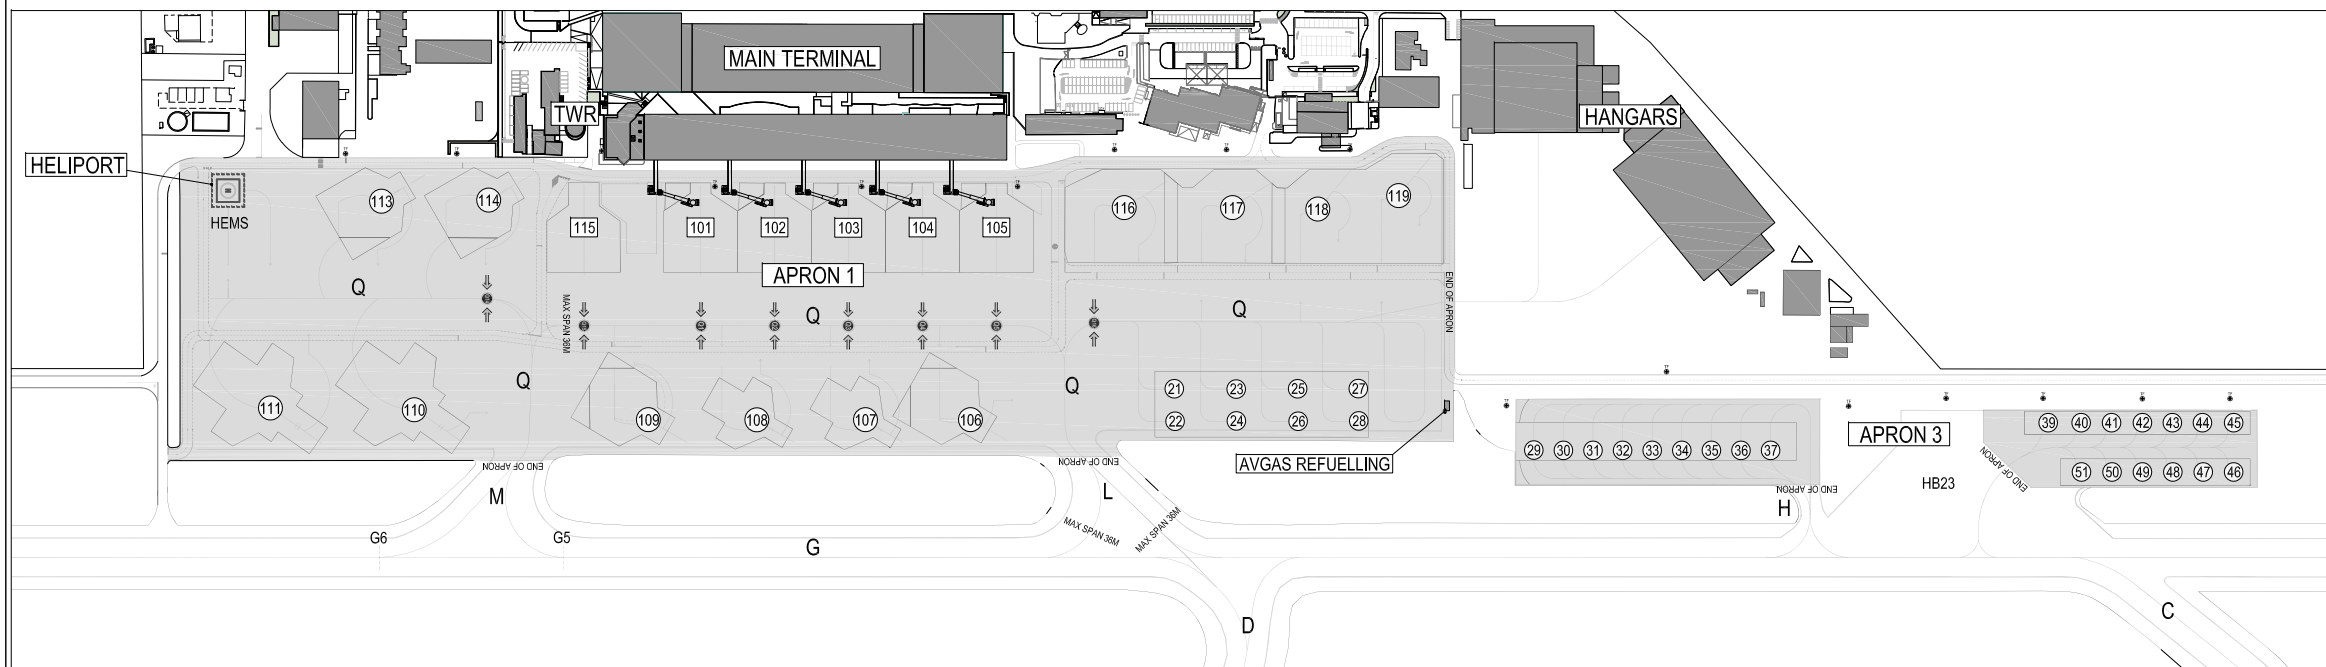 MAIN TERMINAL
TWR
HANGARS
HELIPORT
HEMS
113
114
115
101
102
103
104
105
116
117
118
119
APRON 1
Q
Q
Q
END OF APRON
MAX SPAN 36M
Q
Q
111
110
109
108
107
106
21
23
25
27
22
24
26
28
AVGAS REFUELLING
29
30
31
32
33
34
35
36
37
APRON 3
39
40
41
42
43
44
45
51
50
49
48
47
46
END OF APRON
END OF APRON
END OF APRON
END OF APRON
HB23
M
L
H
MAX SPAN 36M
MAX SPAN 36M
G6
G5
G
D
C